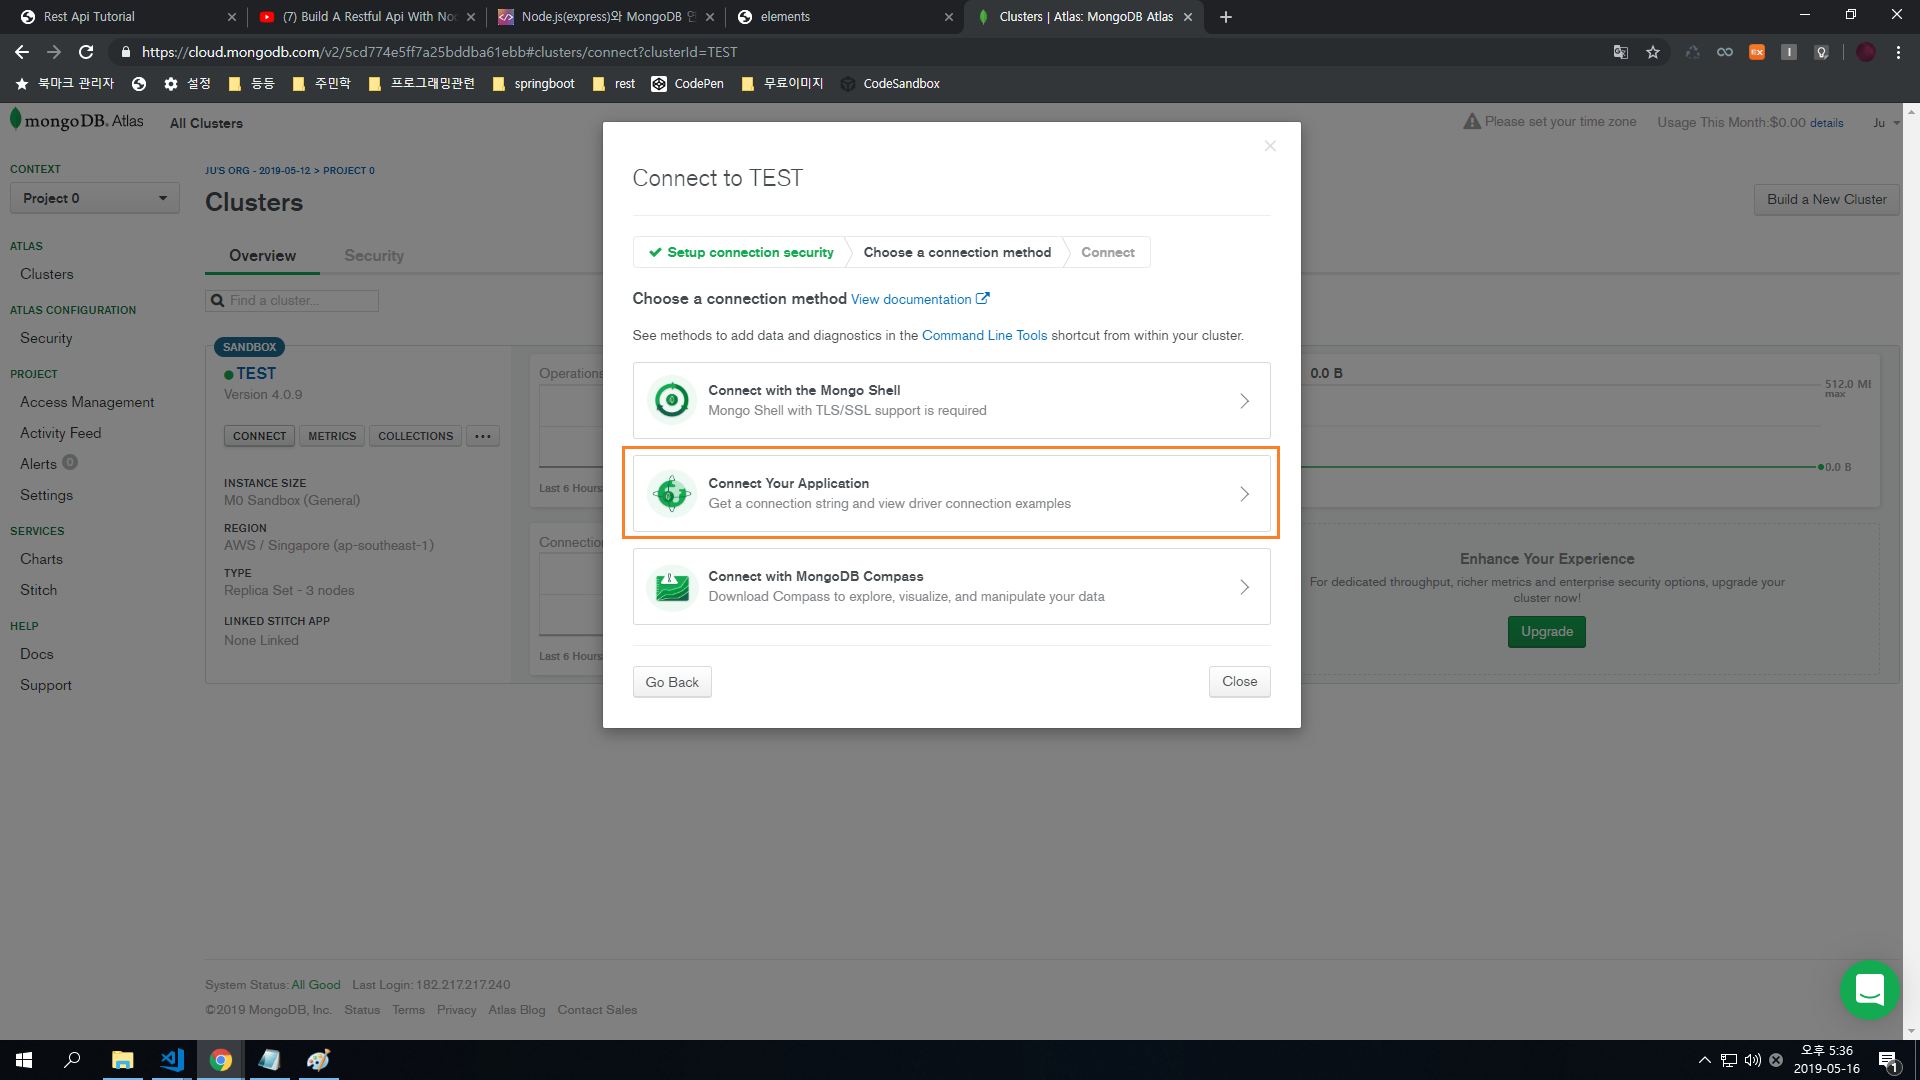 Rest Api Tutorial
(7) Build A Restful Api With No
Node.js(express)와 MongoDB
elements
Clusters | Atlas: MongoDB Atlas
https://cloud.mongodb.com/v2/5cd774e5ff7a25bddba61ebb#clusters/connect?clusterId=TEST
북마크 관리자
설정
등등
주민학
프로그래밍관련
springboot
rest
CodePen
무료이미지
CodeSandbox
mongoDB. Atlas
All Clusters
Please set your time zone
Usage This Month:$0.00 details
Ju
CONTEXT
Project 0
ATLAS
Clusters
ATLAS CONFIGURATION
Security
PROJECT
Access Management
Activity Feed
Alerts 0
Settings
SERVICES
Charts
Stitch
HELP
Docs
Support
JU'S ORG - 2019-05-12 > PROJECT 0
Clusters
Build a New Cluster
Overview
Security
Find a cluster...
SANDBOX
TEST
Version 4.0.9
CONNECT
METRICS
COLLECTIONS
...
INSTANCE SIZE
M0 Sandbox (General)
REGION
AWS / Singapore (ap-southeast-1)
TYPE
Replica Set - 3 nodes
LINKED STITCH APP
None Linked
Operations
Last 6 Hours
Connection
Last 6 Hours
Connect to TEST
Setup connection security
Choose a connection method
Connect
Choose a connection method View documentation
See methods to add data and diagnostics in the Command Line Tools shortcut from within your cluster.
Connect with the Mongo Shell
Mongo Shell with TLS/SSL support is required
Connect Your Application
Get a connection string and view driver connection examples
Connect with MongoDB Compass
Download Compass to explore, visualize, and manipulate your data
Go Back
Close
0.0 B
512.0 MB
max
0.0 B
Enhance Your Experience
For dedicated throughput, richer metrics and enterprise security options, upgrade your
cluster now!
Upgrade
System Status: All Good Last Login: 182.217.217.240
©2019 MongoDB, Inc. Status Terms Privacy Atlas Blog Contact Sales
오후 5:36
2019-05-16
1